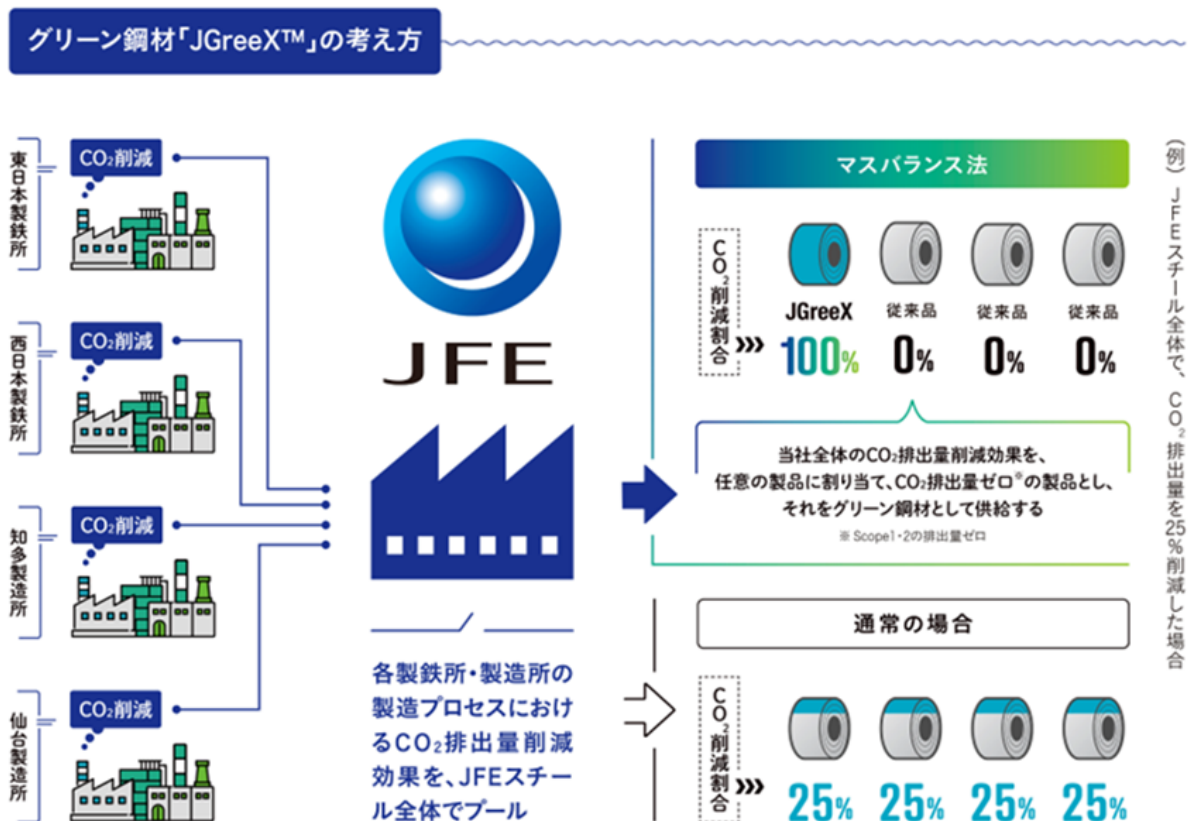 グリーン鋼材「JGreeX™」の考え方
東日本製鉄所
CO₂削減
西日本製鉄所
CO₂削減
知多製造所
CO₂削減
仙台製造所
CO₂削減
JFE
各製鉄所・製造所の
製造プロセスにおけ
るCO₂排出量削減
効果を、JFEスチー
ル全体でプール
マスバランス法
CO₂削減割合
JGreeX 従来品 従来品 従来品
100% 0% 0% 0%
当社全体のCO₂排出量削減効果を、
任意の製品に割り当て、CO₂排出量ゼロ※の製品とし、
それをグリーン鋼材として供給する
※ Scope1・2の排出量ゼロ
通常の場合
CO₂削減割合
25% 25% 25% 25%
(例) JFEスチール全体で、CO₂排出量を25%削減した場合